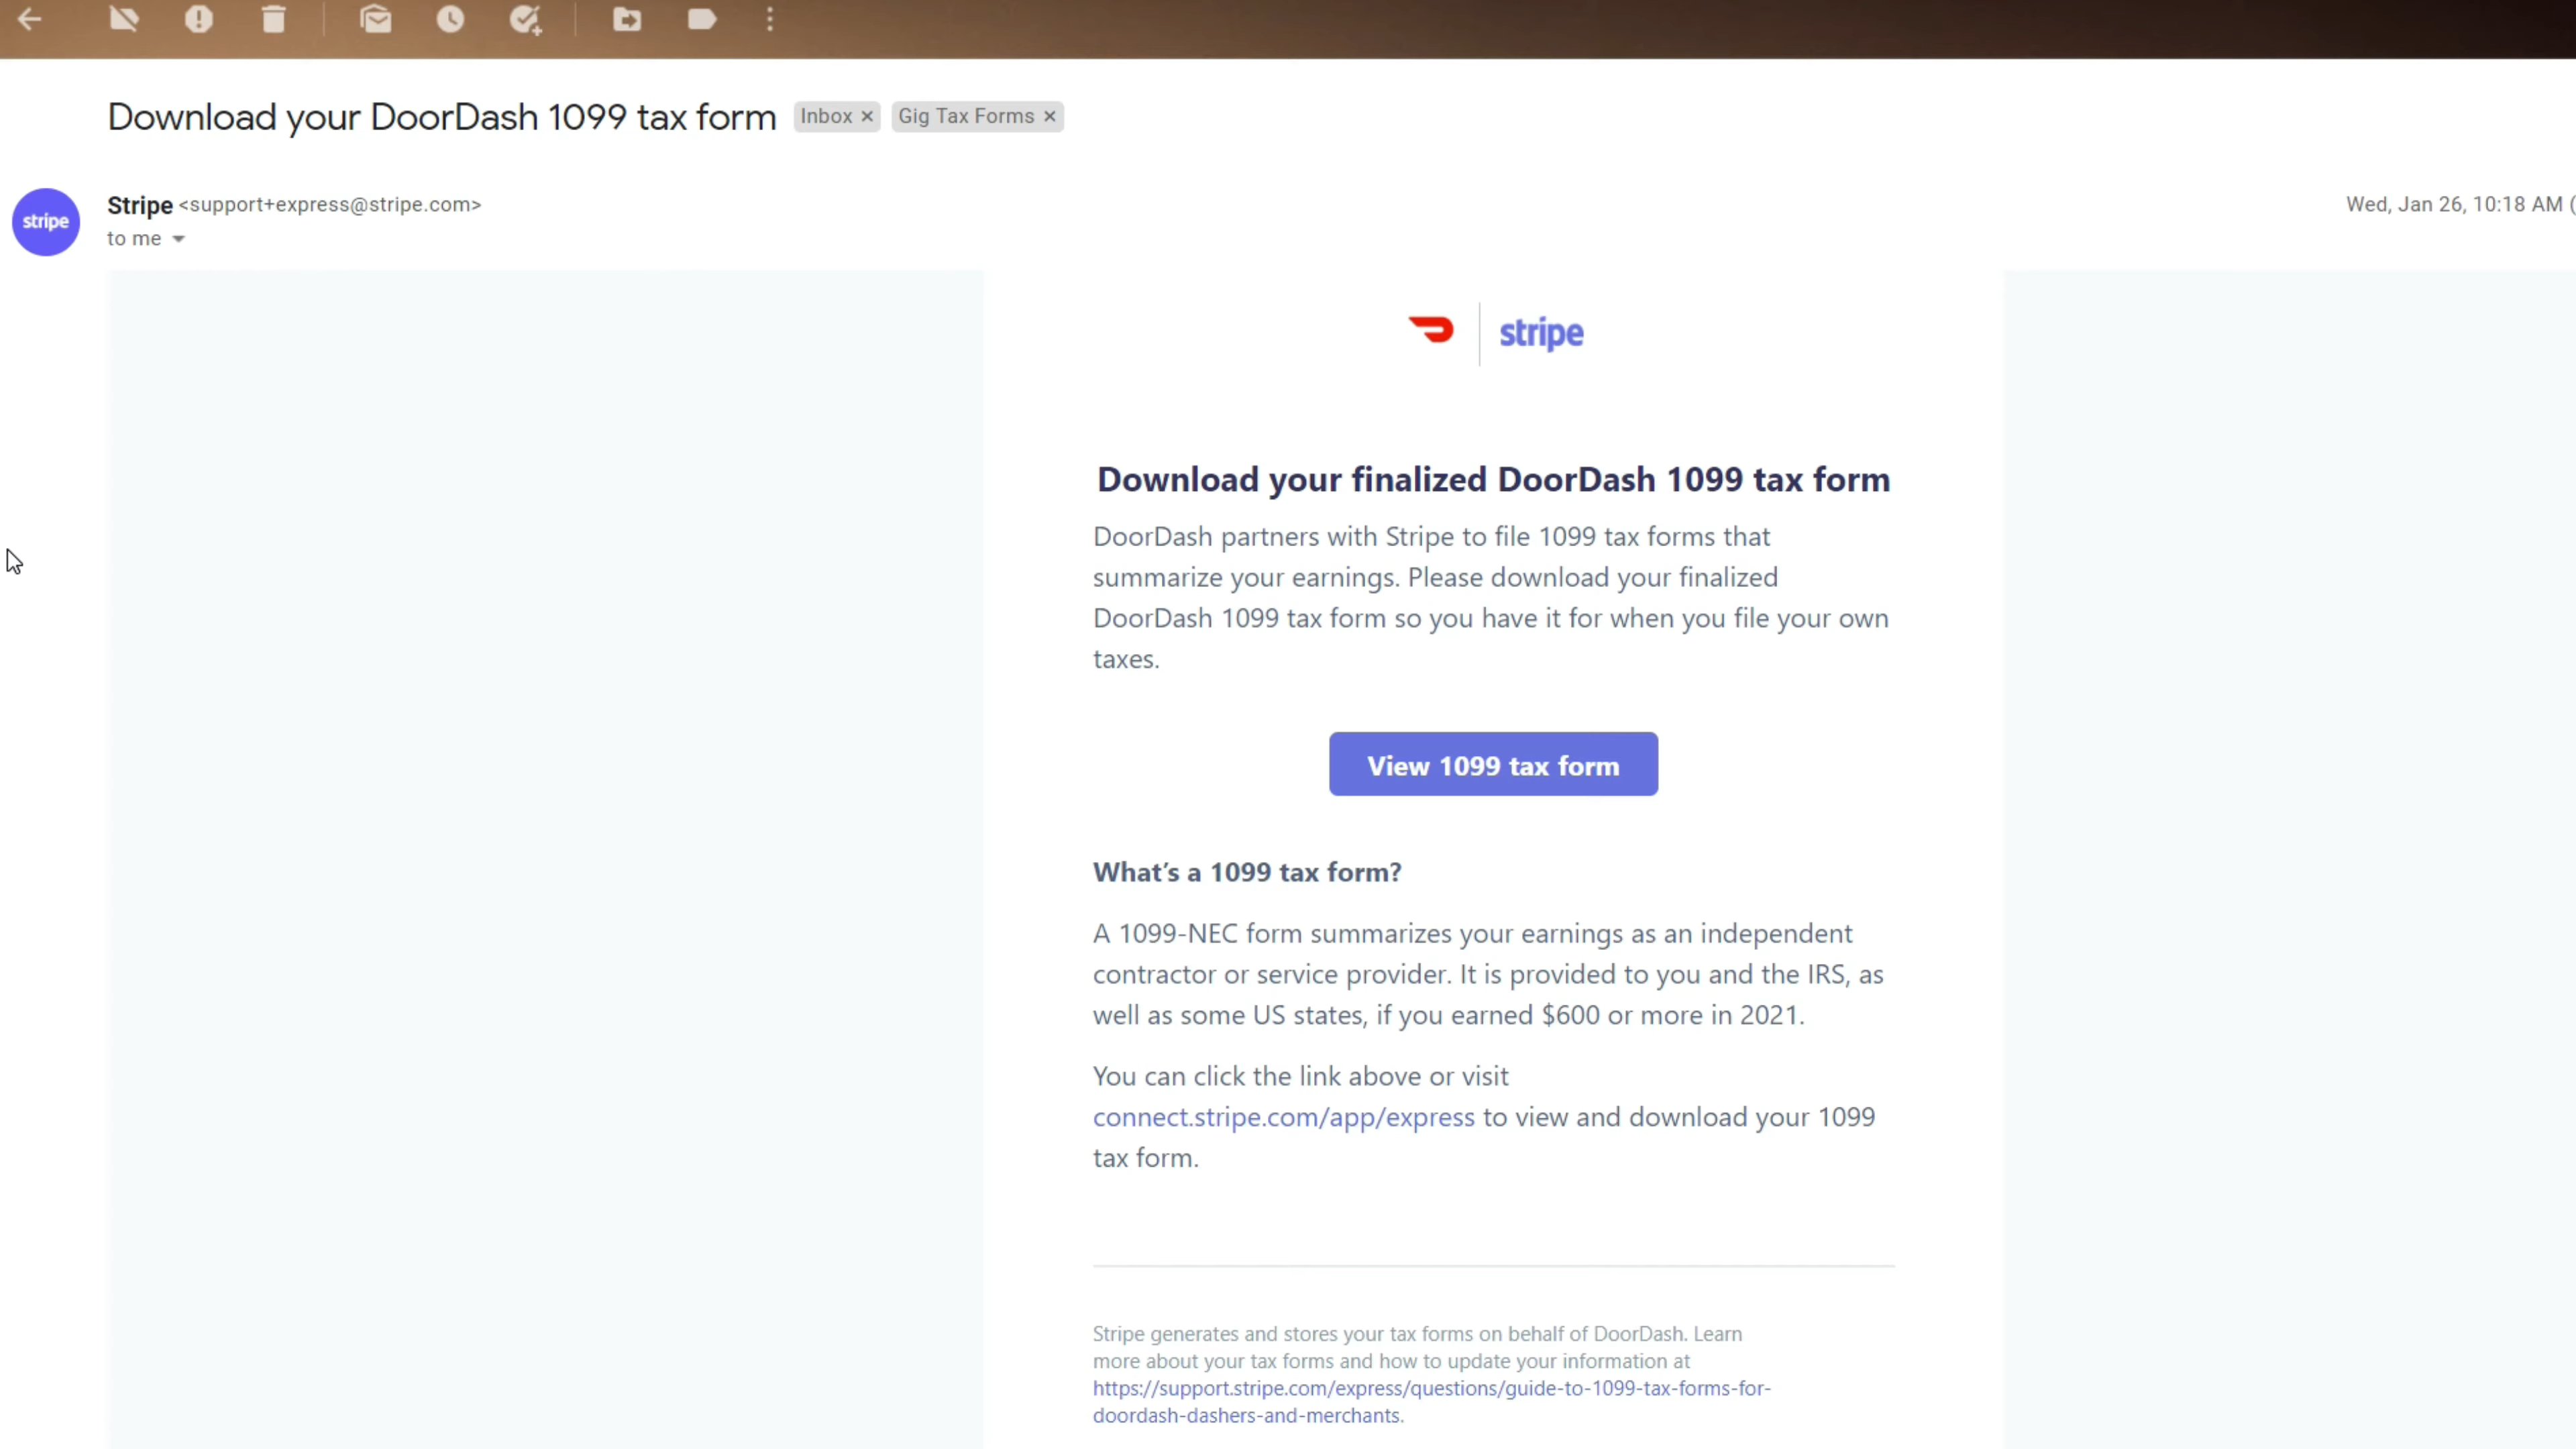 Download your DoorDash 1099 tax form Inbox × Gig Tax Forms ×
stripe
Stripe <support+express@stripe.com>
Wed, Jan 26, 10:18 AM (
to me
stripe
Download your finalized DoorDash 1099 tax form
DoorDash partners with Stripe to file 1099 tax forms that
summarize your earnings. Please download your finalized
DoorDash 1099 tax form so you have it for when you file your own
taxes.
View 1099 tax form
What's a 1099 tax form?
A 1099-NEC form summarizes your earnings as an independent
contractor or service provider. It is provided to you and the IRS, as
well as some US states, if you earned $600 or more in 2021.
You can click the link above or visit
connect.stripe.com/app/express to view and download your 1099
tax form.
Stripe generates and stores your tax forms on behalf of DoorDash. Learn
more about your tax forms and how to update your information at
https://support.stripe.com/express/questions/guide-to-1099-tax-forms-for-
doordash-dashers-and-merchants.